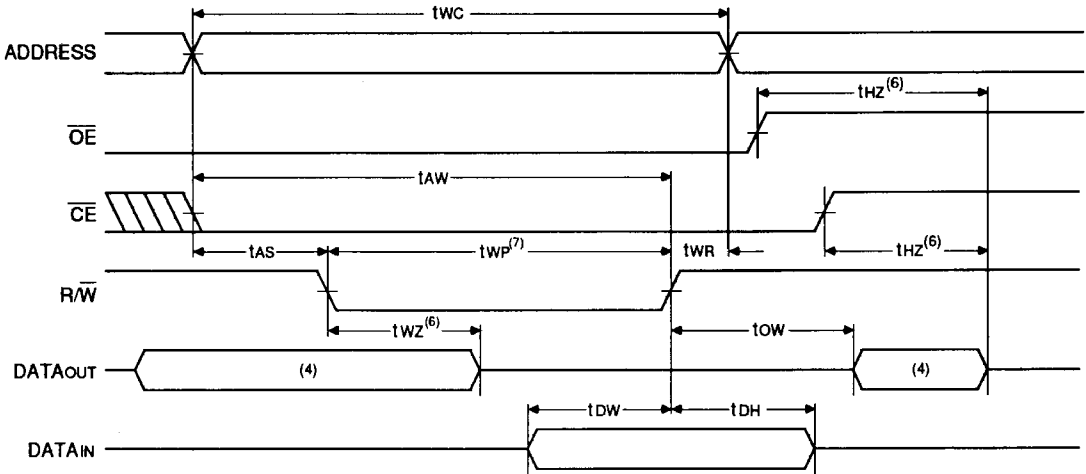 tWC
ADDRESS
tHZ(6)
OE
tAW
CE
tAS
tWP(7)
tWR
tHZ(6)
R/W
tWZ(6)
tOW
DATAOUT
(4)
(4)
tDW
tDH
DATAIN